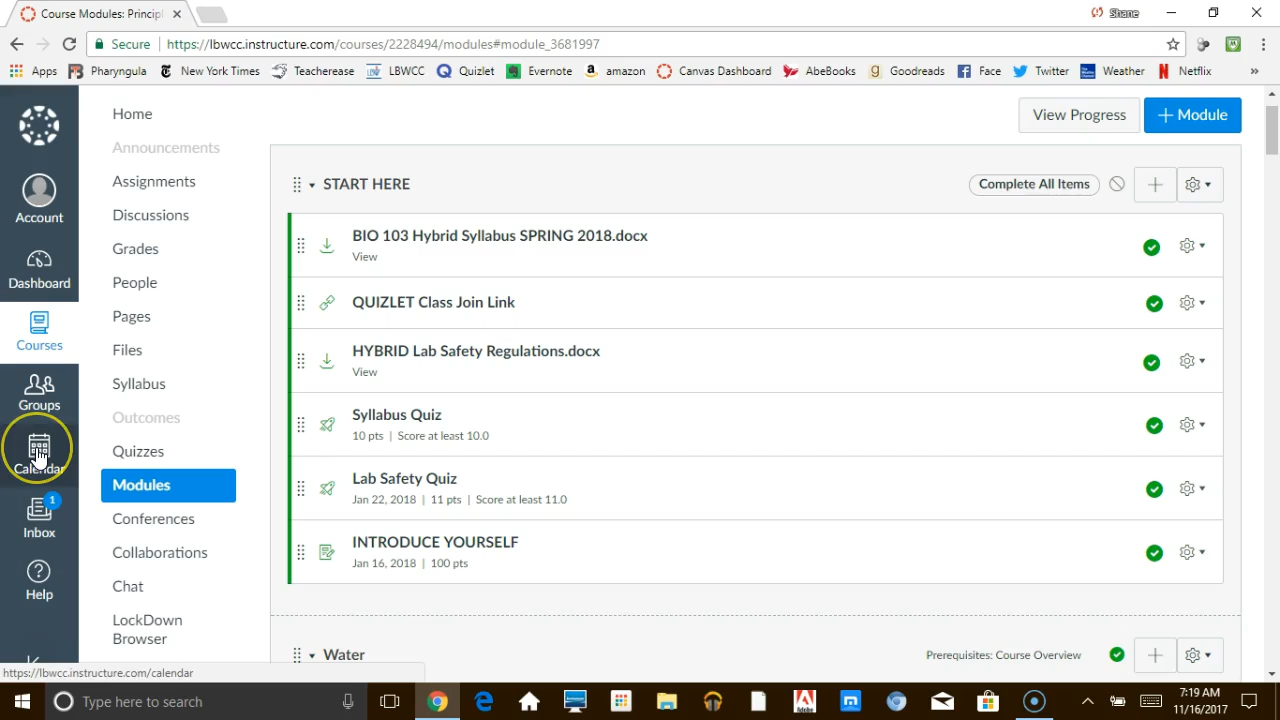 Course Modules: Princip
Shane
Secure
https://lbwcc.instructure.com/courses/2228494/modules#module_3681997
Apps
Pharyngula
New York Times
Teacherease
LBWCC
Quizlet
Evernote
amazon
Canvas Dashboard
AbeBooks
Goodreads
Face
Twitter
Weather
Netflix
»
Account
Dashboard
Courses
Groups
Calendar
1
Inbox
Help
Home
Announcements
Assignments
Discussions
Grades
People
Pages
Files
Syllabus
Outcomes
Quizzes
Modules
Conferences
Collaborations
Chat
LockDown
Browser
View Progress
+ Module
START HERE
Complete All Items
BIO 103 Hybrid Syllabus SPRING 2018.docx
View
QUIZLET Class Join Link
HYBRID Lab Safety Regulations.docx
View
Syllabus Quiz
10 pts | Score at least 10.0
Lab Safety Quiz
Jan 22, 2018 | 11 pts | Score at least 11.0
INTRODUCE YOURSELF
Jan 16, 2018 | 100 pts
Water
Prerequisites: Course Overview
https://lbwcc.instructure.com/calendar
Type here to search
7:19 AM
11/16/2017